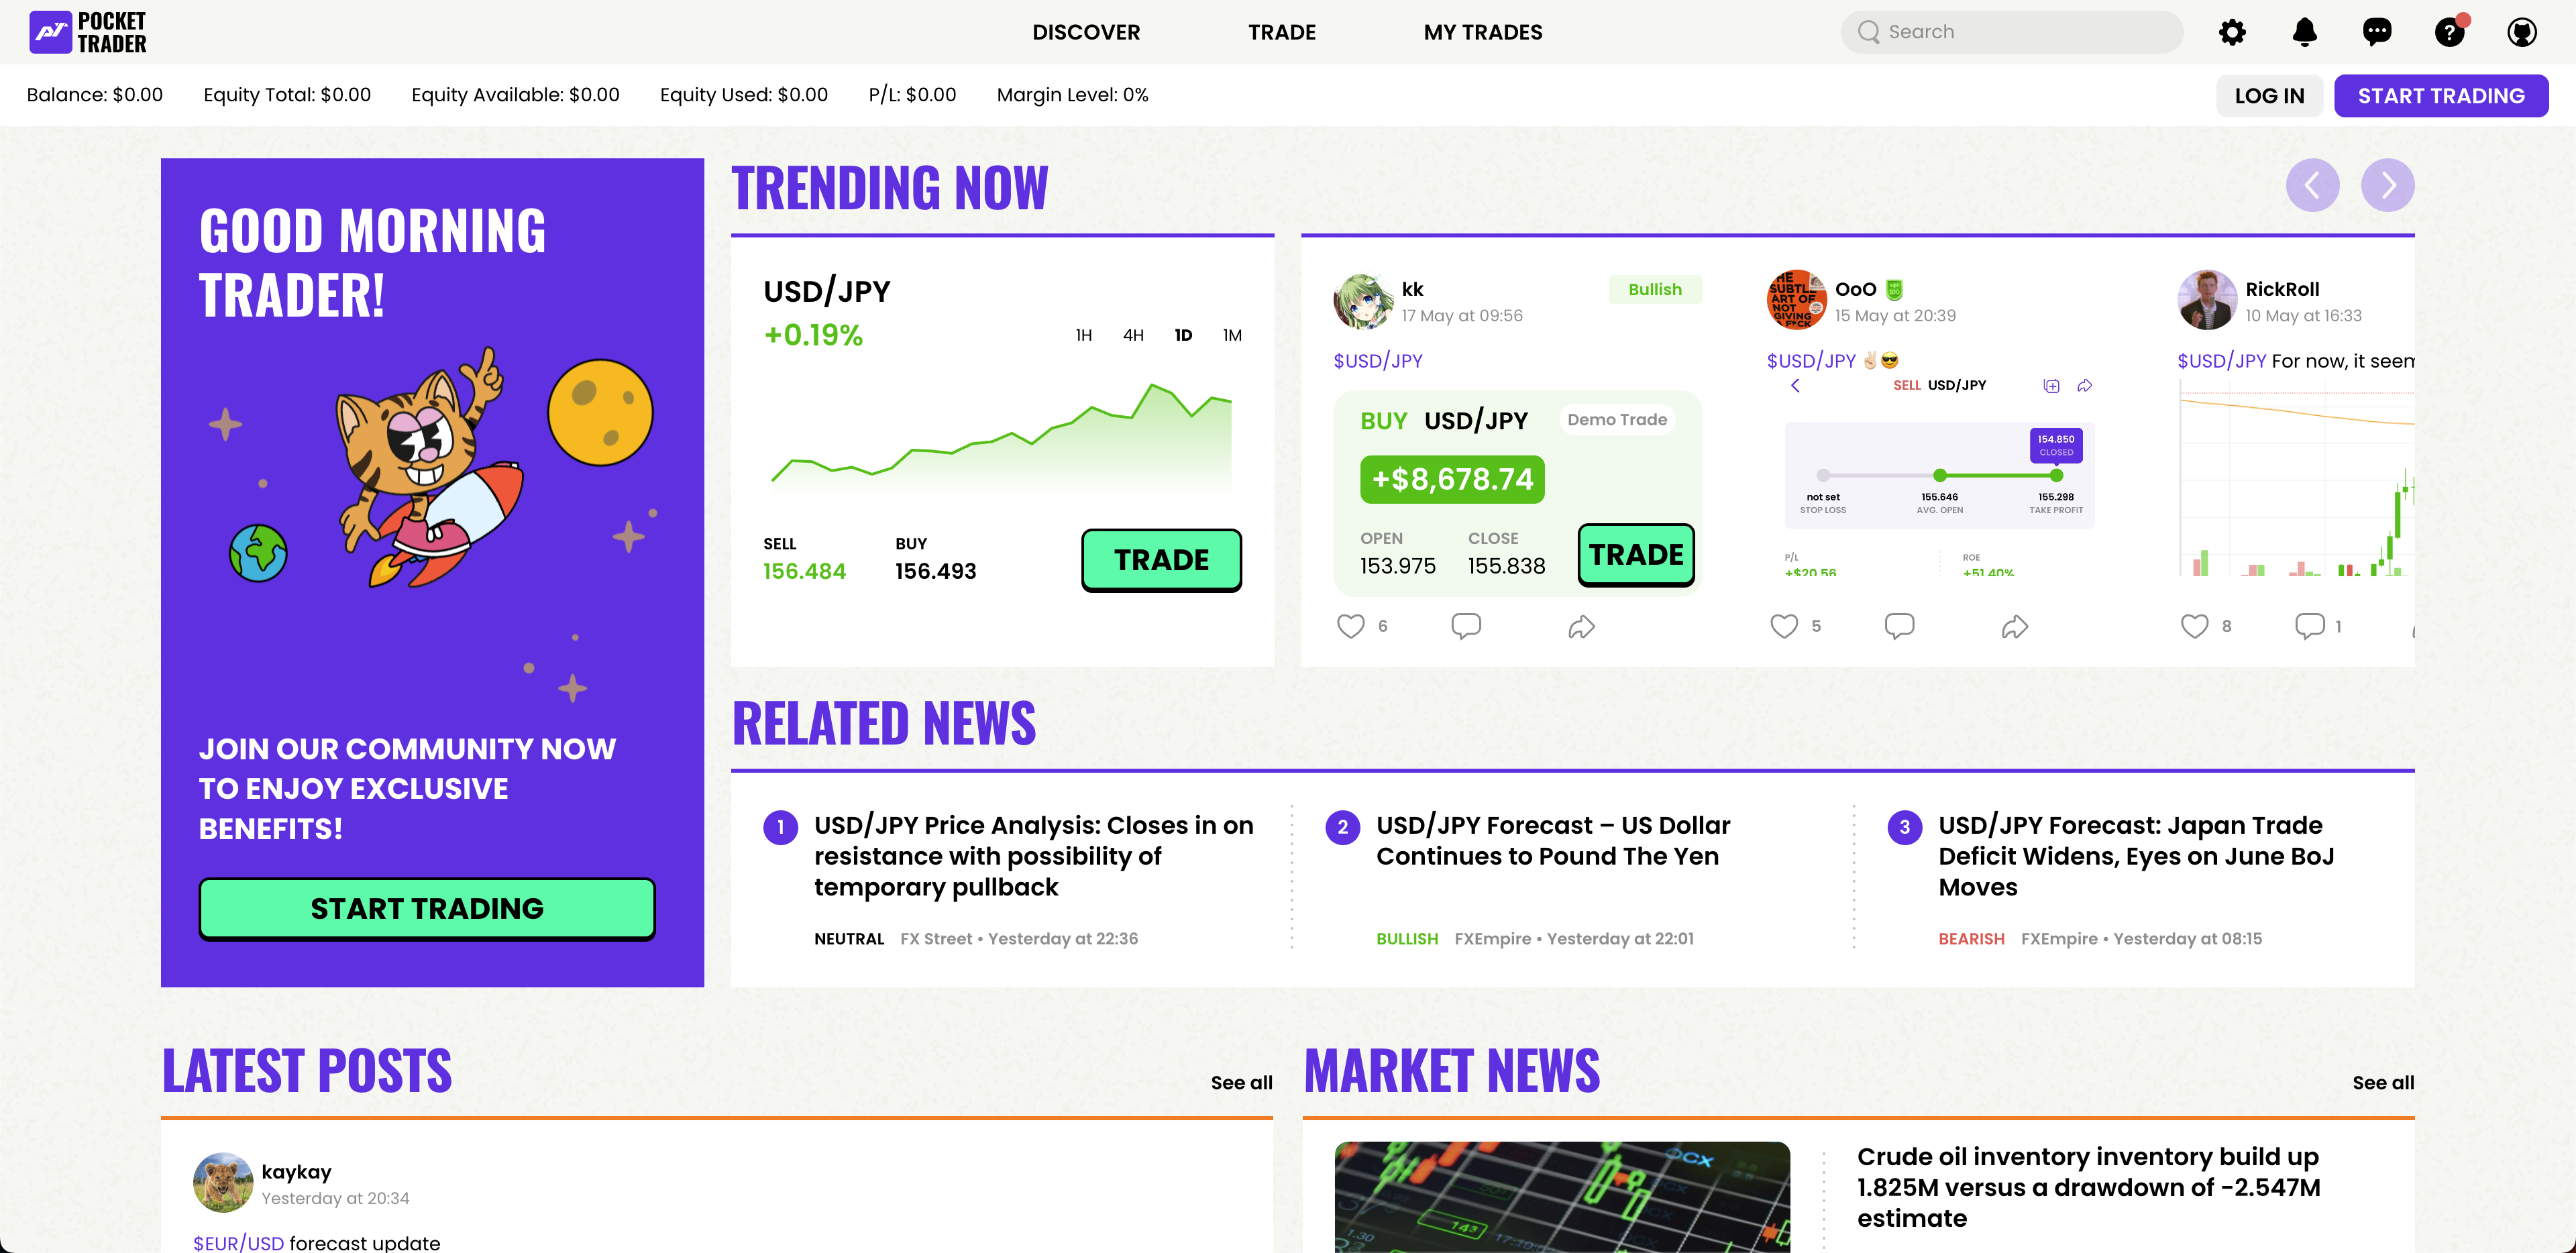 POCKET
TRADER
DISCOVER
TRADE
MY TRADES
Search
Balance: $0.00
Equity Total: $0.00
Equity Available: $0.00
Equity Used: $0.00
P/L: $0.00
Margin Level: 0%
LOG IN
START TRADING
GOOD MORNING
TRADER!
JOIN OUR COMMUNITY NOW
TO ENJOY EXCLUSIVE
BENEFITS!
START TRADING
TRENDING NOW
USD/JPY
+0.19%
1H 4H 1D 1M
SELL
156.484
BUY
156.493
TRADE
kk
17 May at 09:56
Bullish
$USD/JPY
BUY USD/JPY
Demo Trade
+$8,678.74
OPEN
153.975
CLOSE
155.838
TRADE
6
THE
SUBTL
ART OF
NOT
GIVING
OoO
15 May at 20:39
$USD/JPY ✌🏻😎
SELL USD/JPY
154.850
CLOSED
not set
STOP LOSS
155.646
AVG. OPEN
155.298
TAKE PROFIT
P/L
+$20.56
ROE
+51.40%
5
RickRoll
10 May at 16:33
$USD/JPY For now, it seem
8
1
RELATED NEWS
1
USD/JPY Price Analysis: Closes in on
resistance with possibility of
temporary pullback
NEUTRAL FX Street • Yesterday at 22:36
2
USD/JPY Forecast – US Dollar
Continues to Pound The Yen
BULLISH FXEmpire • Yesterday at 22:01
3
USD/JPY Forecast: Japan Trade
Deficit Widens, Eyes on June BoJ
Moves
BEARISH FXEmpire • Yesterday at 08:15
LATEST POSTS
See all
kaykay
Yesterday at 20:34
$EUR/USD forecast update
MARKET NEWS
See all
Crude oil inventory inventory build up
1.825M versus a drawdown of -2.547M
estimate